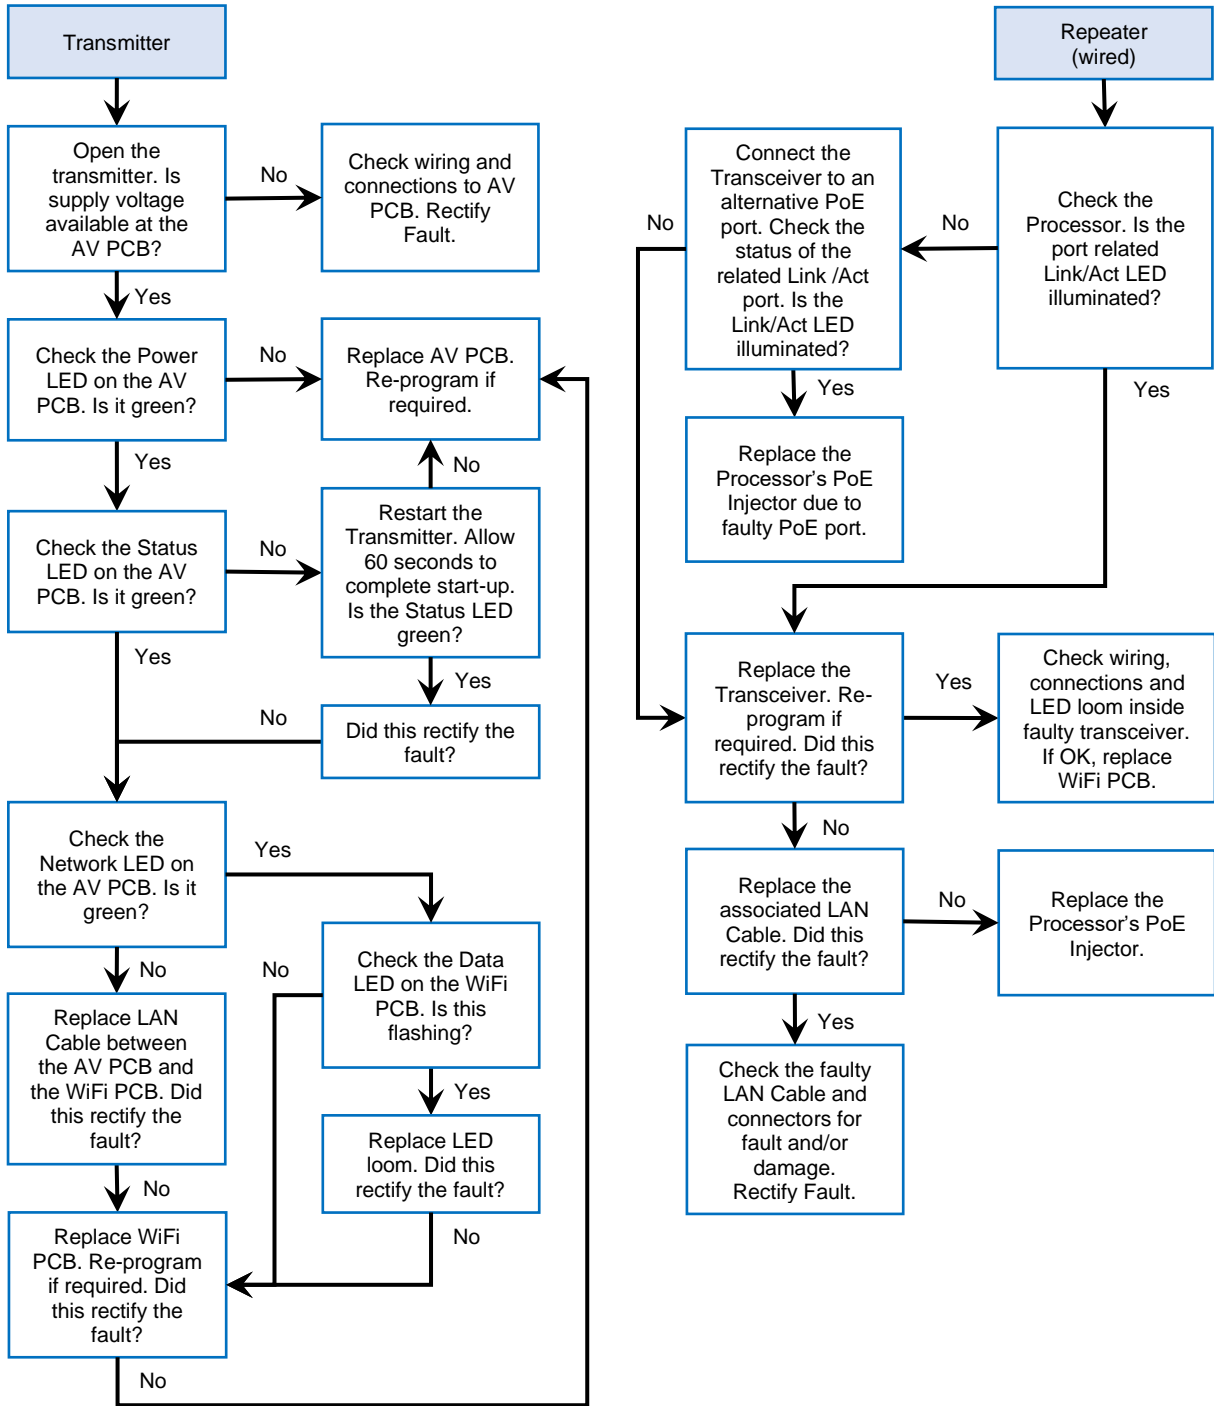 Transmitter
Open the
transmitter. Is
supply voltage
available at the
AV PCB?
No
Check wiring and
connections to AV
PCB. Rectify
Fault.
Yes
Check the Power
LED on the AV
PCB. Is it green?
No
Replace AV PCB.
Re-program if
required.
Yes
No
Check the Status
LED on the AV
PCB. Is it green?
No
Restart the
Transmitter. Allow
60 seconds to
complete start-up.
Is the Status LED
green?
Yes
Yes
No
Did this rectify the
fault?
Check the
Network LED on
the AV PCB. Is it
green?
Yes
No
No
Check the Data
LED on the WiFi
PCB. Is this
flashing?
Replace LAN
Cable between
the AV PCB and
the WiFi PCB. Did
this rectify the
fault?
Yes
Replace LED
loom. Did this
rectify the fault?
No
No
Replace WiFi
PCB. Re-program
if required. Did
this rectify the
fault?
No
Repeater
(wired)
Check the
Processor. Is the
port related
Link/Act LED
illuminated?
No
Connect the
Transceiver to an
alternative PoE
port. Check the
status of the
related Link /Act
port. Is the
Link/Act LED
illuminated?
No
Yes
Yes
Replace the
Processor's PoE
Injector due to
faulty PoE port.
Replace the
Transceiver. Re-
program if
required. Did this
rectify the fault?
Yes
Check wiring,
connections and
LED loom inside
faulty transceiver.
If OK, replace
WiFi PCB.
No
Replace the
associated LAN
Cable. Did this
rectify the fault?
No
Replace the
Processor's PoE
Injector.
Yes
Check the faulty
LAN Cable and
connectors for
fault and/or
damage.
Rectify Fault.